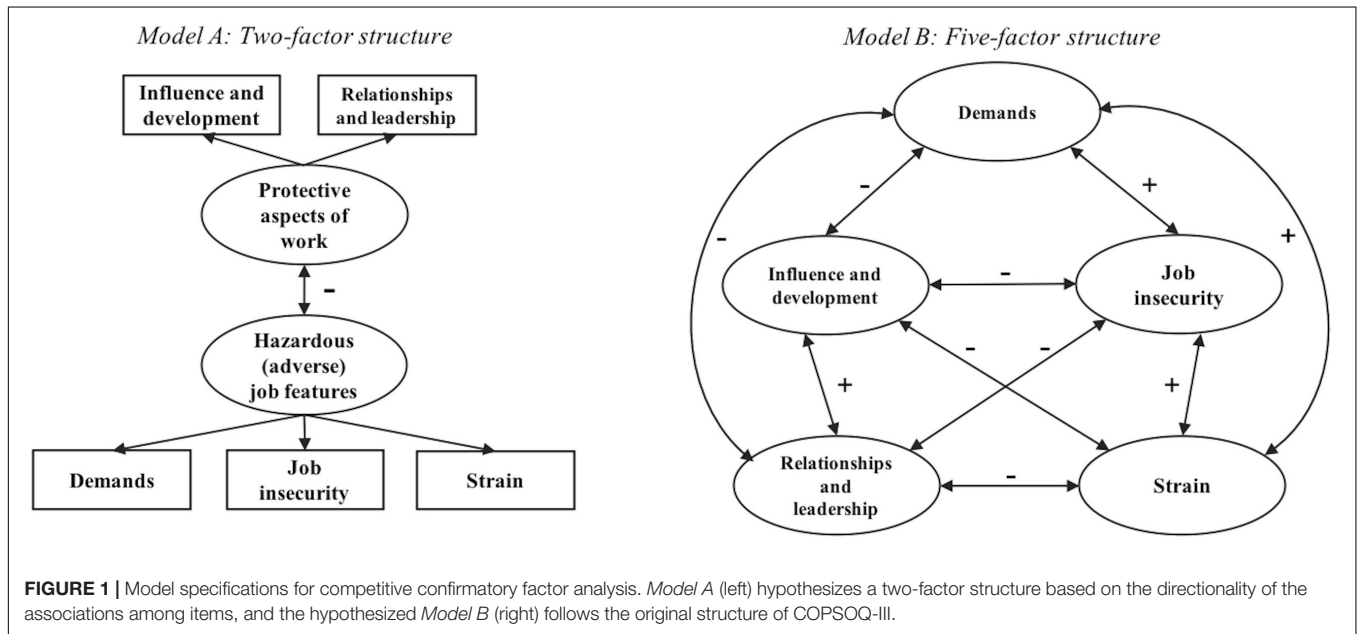 Model A: Two-factor structure
Influence and
development
Relationships
and leadership
Protective
aspects of
work
-
Hazardous
(adverse)
job features
Demands
Job
insecurity
Strain
Model B: Five-factor structure
Demands
-
+
-
+
Influence and
development
-
Job
insecurity
-
-
+
+
Relationships
and
leadership
-
Strain
FIGURE 1 | Model specifications for competitive confirmatory factor analysis. Model A (left) hypothesizes a two-factor structure based on the directionality of the
associations among items, and the hypothesized Model B (right) follows the original structure of COPSOQ-III.